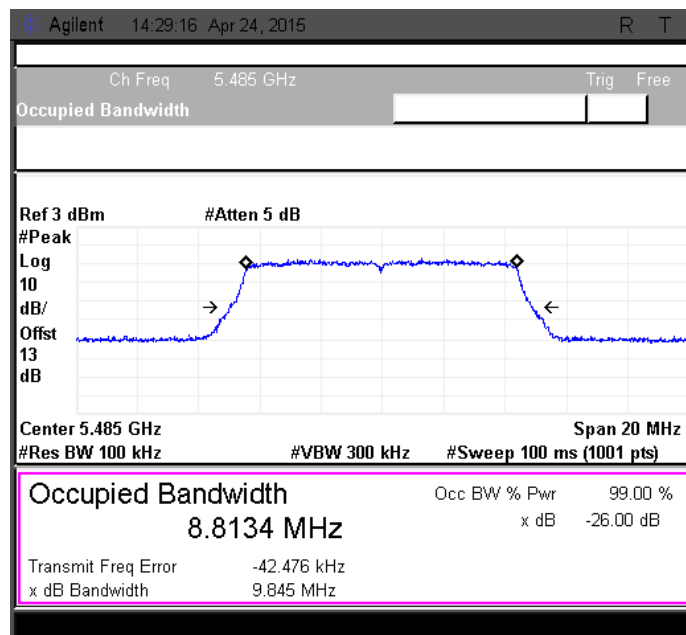 Agilent 14:29:16 Apr 24, 2015 R T
Ch Freq 5.485 GHz Trig Free
Occupied Bandwidth
Ref 3 dBm #Atten 5 dB
#Peak
Log
10
dB/
Offst
13
dB
Center 5.485 GHz Span 20 MHz
#Res BW 100 kHz #VBW 300 kHz #Sweep 100 ms (1001 pts)
Occupied Bandwidth Occ BW % Pwr 99.00 %
8.8134 MHz x dB -26.00 dB
Transmit Freq Error -42.476 kHz
x dB Bandwidth 9.845 MHz